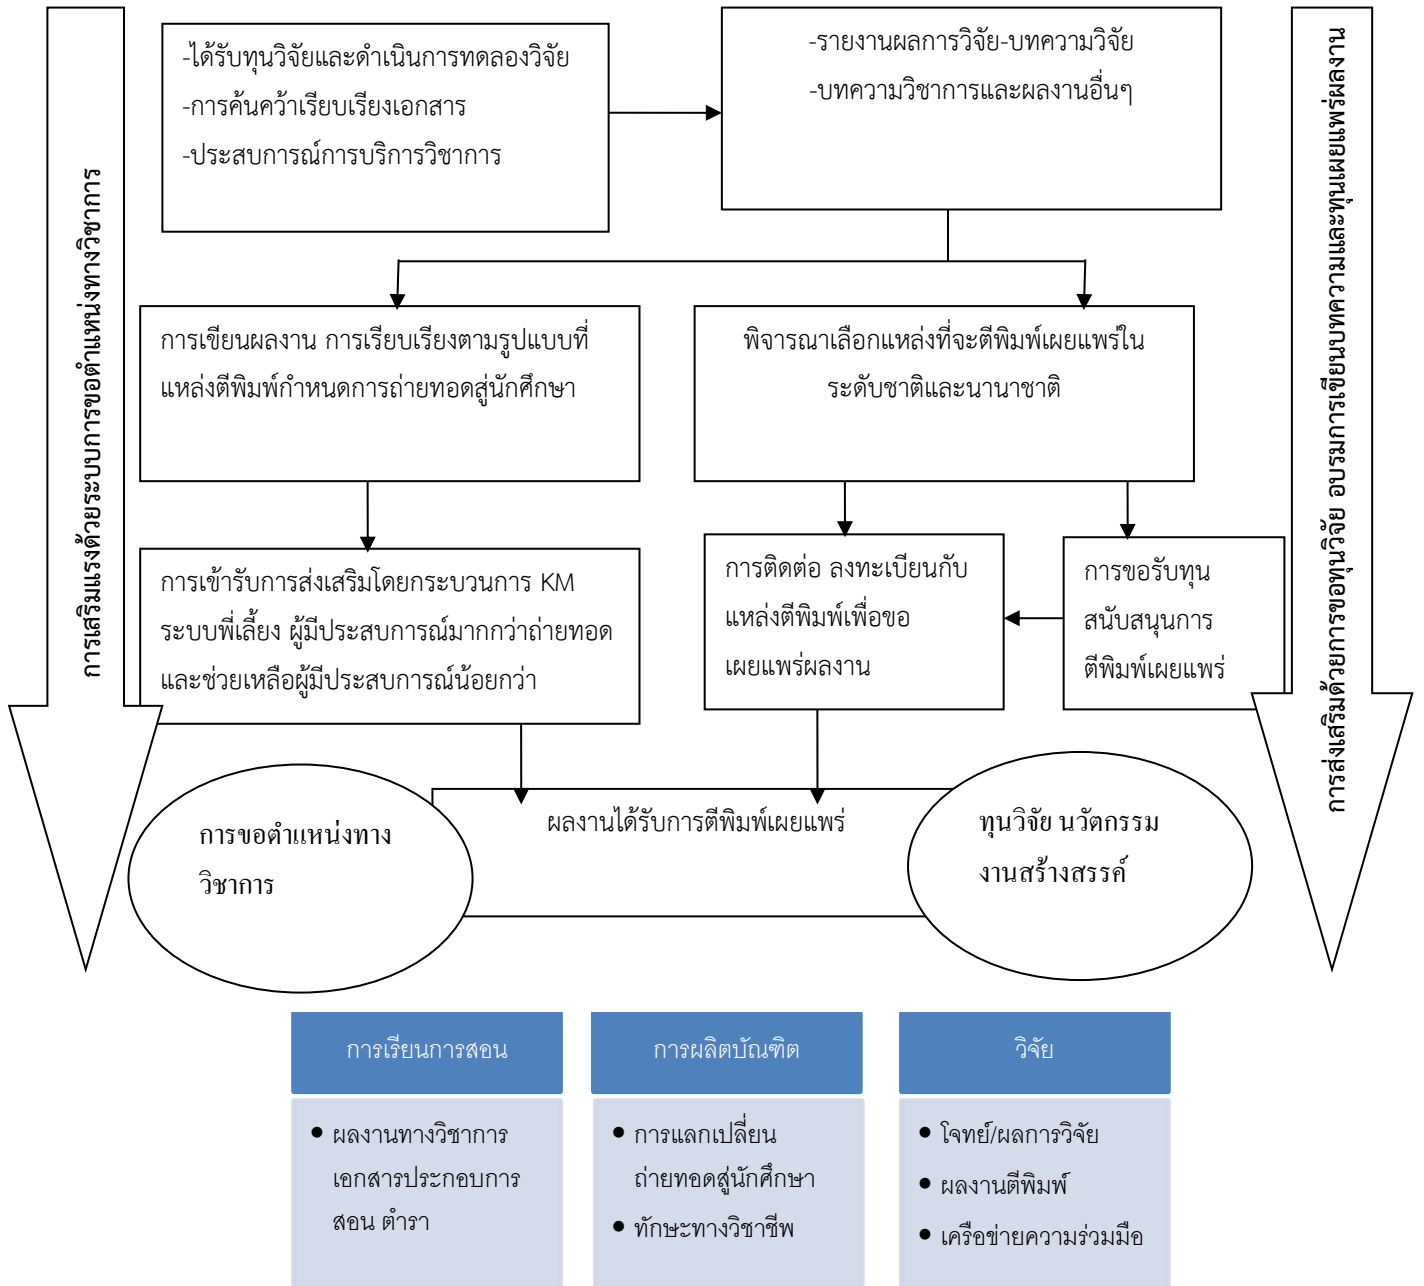 -ได้รับทุนวิจัยและดำเนินการทดลองวิจัย
-การค้นคว้าเรียบเรียงเอกสาร
-ประสบการณ์การบริการวิชาการ
-รายงานผลการวิจัย-บทความวิจัย
-บทความวิชาการและผลงานอื่นๆ
การเสริมแรงด้วยระบบการขอตำแหน่งทางวิชาการ
การส่งเสริมด้วยการขอทุนวิจัย อบรมการเขียนบทความและทุนเผยแพร่ผลงาน
การเขียนผลงาน การเรียบเรียงตามรูปแบบที่
แหล่งตีพิมพ์กำหนดการถ่ายทอดสู่นักศึกษา
พิจารณาเลือกแหล่งที่จะตีพิมพ์เผยแพร่ใน
ระดับชาติและนานาชาติ
การเข้ารับการส่งเสริมโดยกระบวนการ KM
ระบบพี่เลี้ยง ผู้มีประสบการณ์มากกว่าถ่ายทอด
และช่วยเหลือผู้มีประสบการณ์น้อยกว่า
การติดต่อ ลงทะเบียนกับ
แหล่งตีพิมพ์เพื่อขอ
เผยแพร่ผลงาน
การขอรับทุน
สนับสนุนการ
ตีพิมพ์เผยแพร่
การขอตำแหน่งทาง
วิชาการ
ผลงานได้รับการตีพิมพ์เผยแพร่
ทุนวิจัย นวัตกรรม
งานสร้างสรรค์
การเรียนการสอน
• ผลงานทางวิชาการ
เอกสารประกอบการ
สอน ตำรา
การผลิตบัณฑิต
• การแลกเปลี่ยน
ถ่ายทอดสู่นักศึกษา
• ทักษะทางวิชาชีพ
วิจัย
• โจทย์/ผลการวิจัย
• ผลงานตีพิมพ์
• เครือข่ายความร่วมมือ